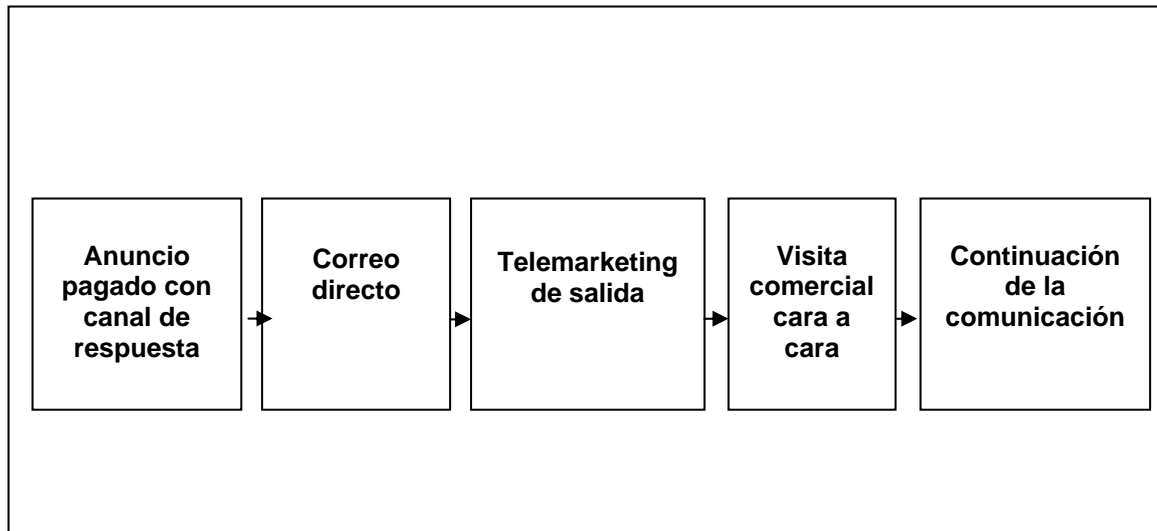 Anuncio
pagado con
canal de
respuesta
Correo
directo
Telemarketing
de salida
Visita
comercial
cara a
cara
Continuación
de la
comunicación